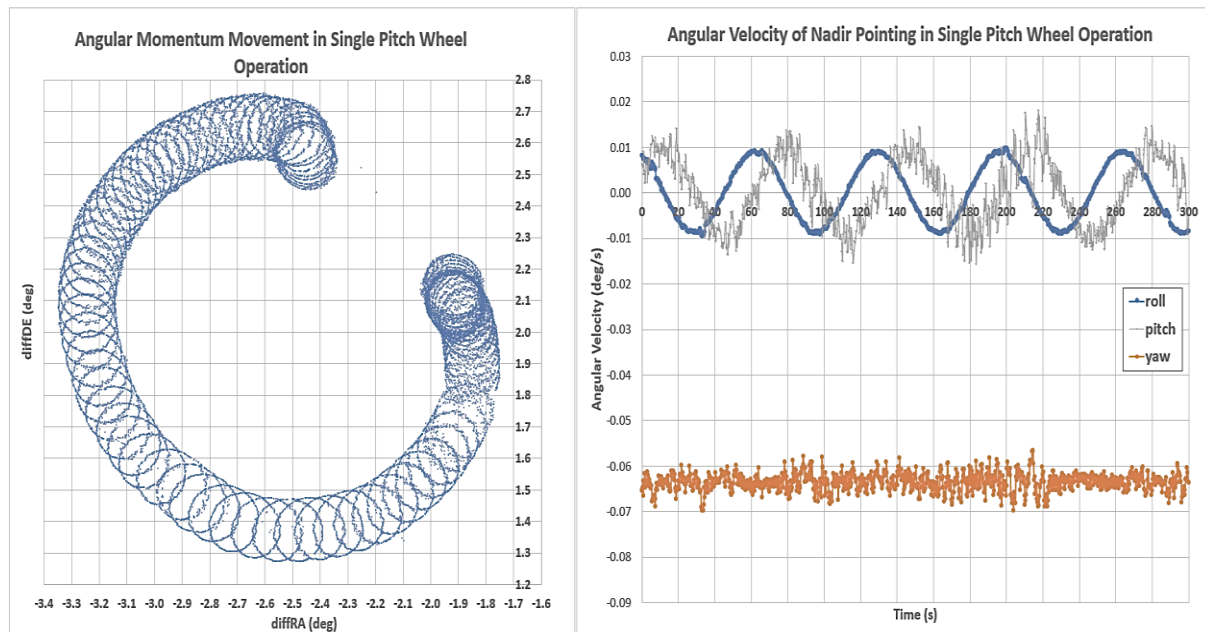 Angular Momentum Movement in Single Pitch Wheel
Operation
2.8
2.7
2.6
2.5
2.4
2.3
2.2
2.1
2.0
1.9
1.8
1.7
1.6
1.5
1.4
1.3
1.2
diffDE (deg)
-3.4 -3.3 -3.2 -3.1 -3.0 -2.9 -2.8 -2.7 -2.6 -2.5 -2.4 -2.3 -2.2 -2.1 -2.0 -1.9 -1.8 -1.7 -1.6
diffRA (deg)
Angular Velocity of Nadir Pointing in Single Pitch Wheel Operation
0.03
0.02
0.01
0.00
-0.01
-0.02
-0.03
-0.04
-0.05
-0.06
-0.07
-0.08
-0.09
Angular Velocity (deg/s)
0 20 40 60 80 100 120 140 160 180 200 220 240 260 280 300
roll
pitch
yaw
Time (s)